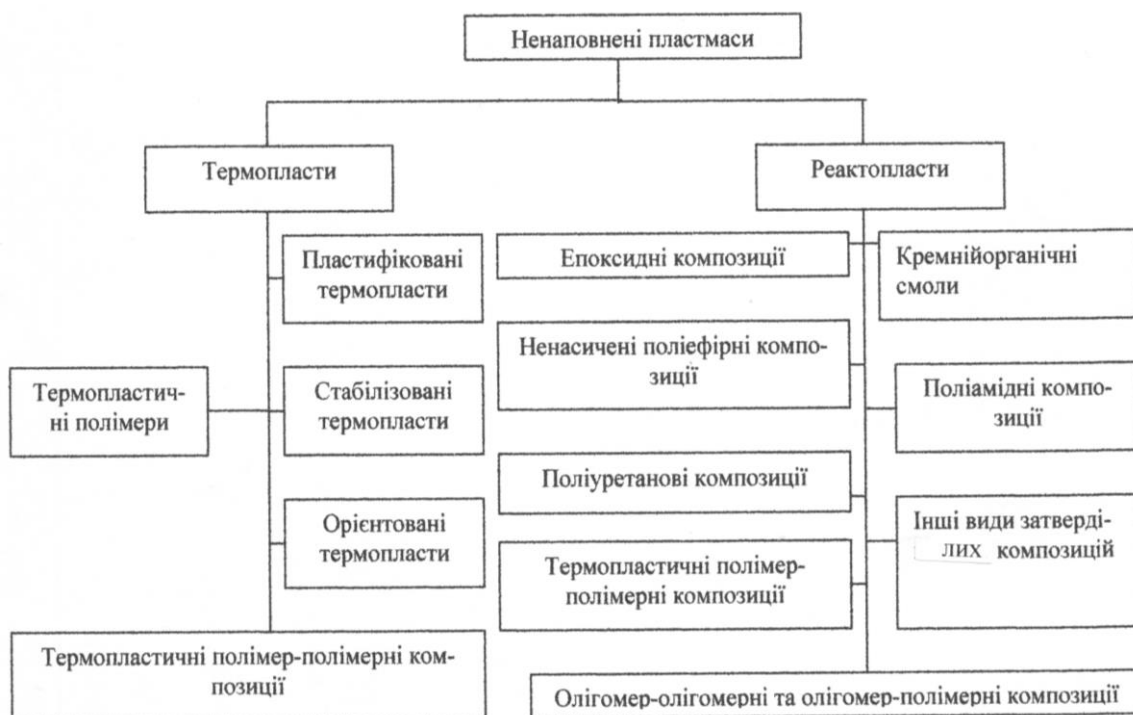 Ненаповнені пластмаси
Термопласти
Реактопласти
Пластифіковані
термопласти
Епоксидні композиції
Кремнійорганічні
смоли
Термопластич-
ні полімери
Стабілізовані
термопласти
Ненасичені поліефірні компо-
зиції
Поліамідні компо-
зиції
Орієнтовані
термопласти
Поліуретанові композиції
Інші види затверді-
лих композицій
Термопластичні полімер-
полімерні композиції
Термопластичні полімер-полімерні ком-
позиції
Олігомер-олігомерні та олігомер-полімерні композиції